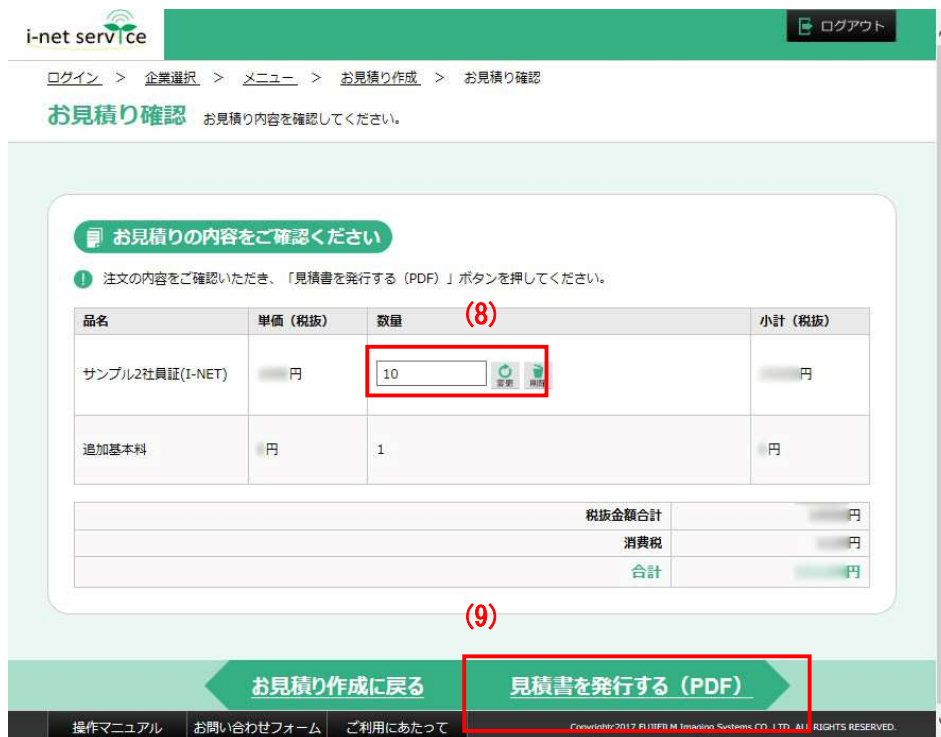 i-net service
ログアウト
ログイン > 企業選択 > メニュー > お見積り作成 > お見積り確認
お見積り確認 お見積り内容を確認してください。
お見積りの内容をご確認ください
注文の内容をご確認いただき、「見積書を発行する（PDF）」ボタンを押してください。
(8)
品名 単価（税抜） 数量 小計（税抜）
サンプル2社員証(I-NET) 円 10 変更 削除 円
追加基本料 円 1 円
税抜金額合計 円
消費税 円
合計 円
(9)
お見積り作成に戻る 見積書を発行する（PDF）
操作マニュアル お問い合わせフォーム ご利用にあたって Copyright©2017 FUJIFILM Imaging Systems CO.,LTD. ALL RIGHTS RESERVED.